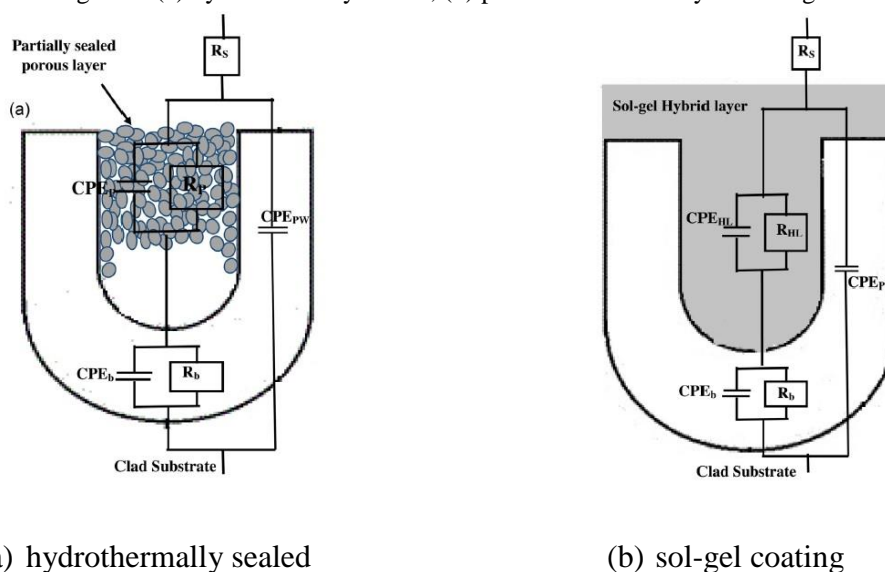 R_S
Partially sealed
porous layer
(a)
CPE_P
R_P
CPE_PW
CPE_b
R_b
Clad Substrate
R_S
Sol-gel Hybrid layer
CPE_HL
R_HL
CPE_P
CPE_b
R_b
Clad Substrate
) hydrothermally sealed
(b) sol-gel coating